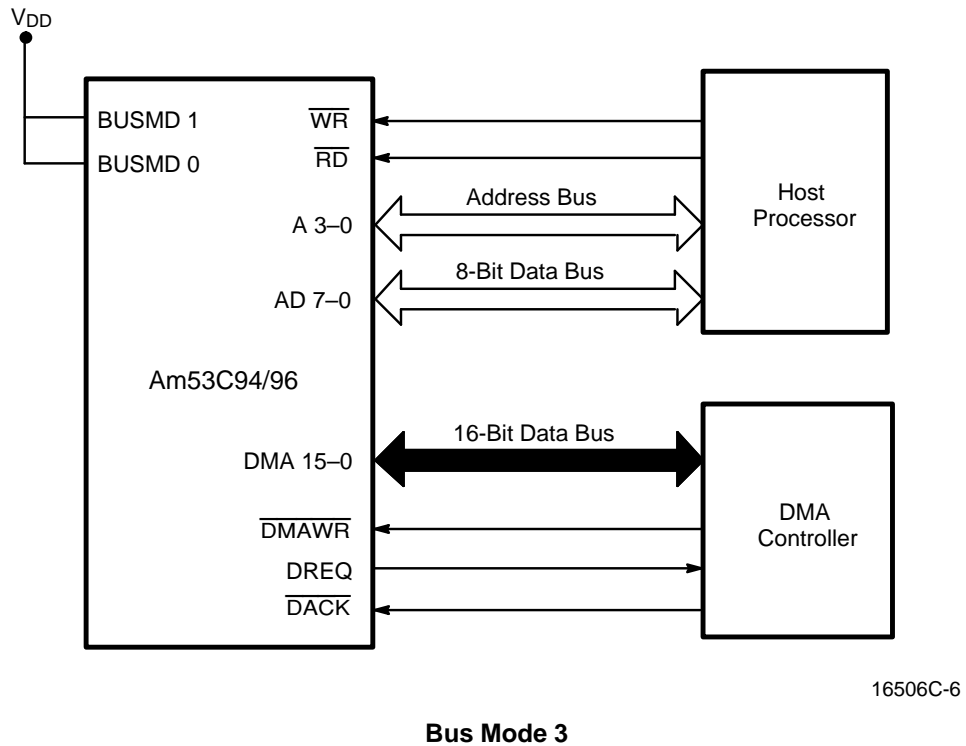 VDD
BUSMD 1
BUSMD 0
WR
RD
A 3–0
AD 7–0
Am53C94/96
DMA 15–0
DMAWR
DREQ
DACK
Address Bus
8-Bit Data Bus
16-Bit Data Bus
Host
Processor
DMA
Controller
16506C-6
Bus Mode 3